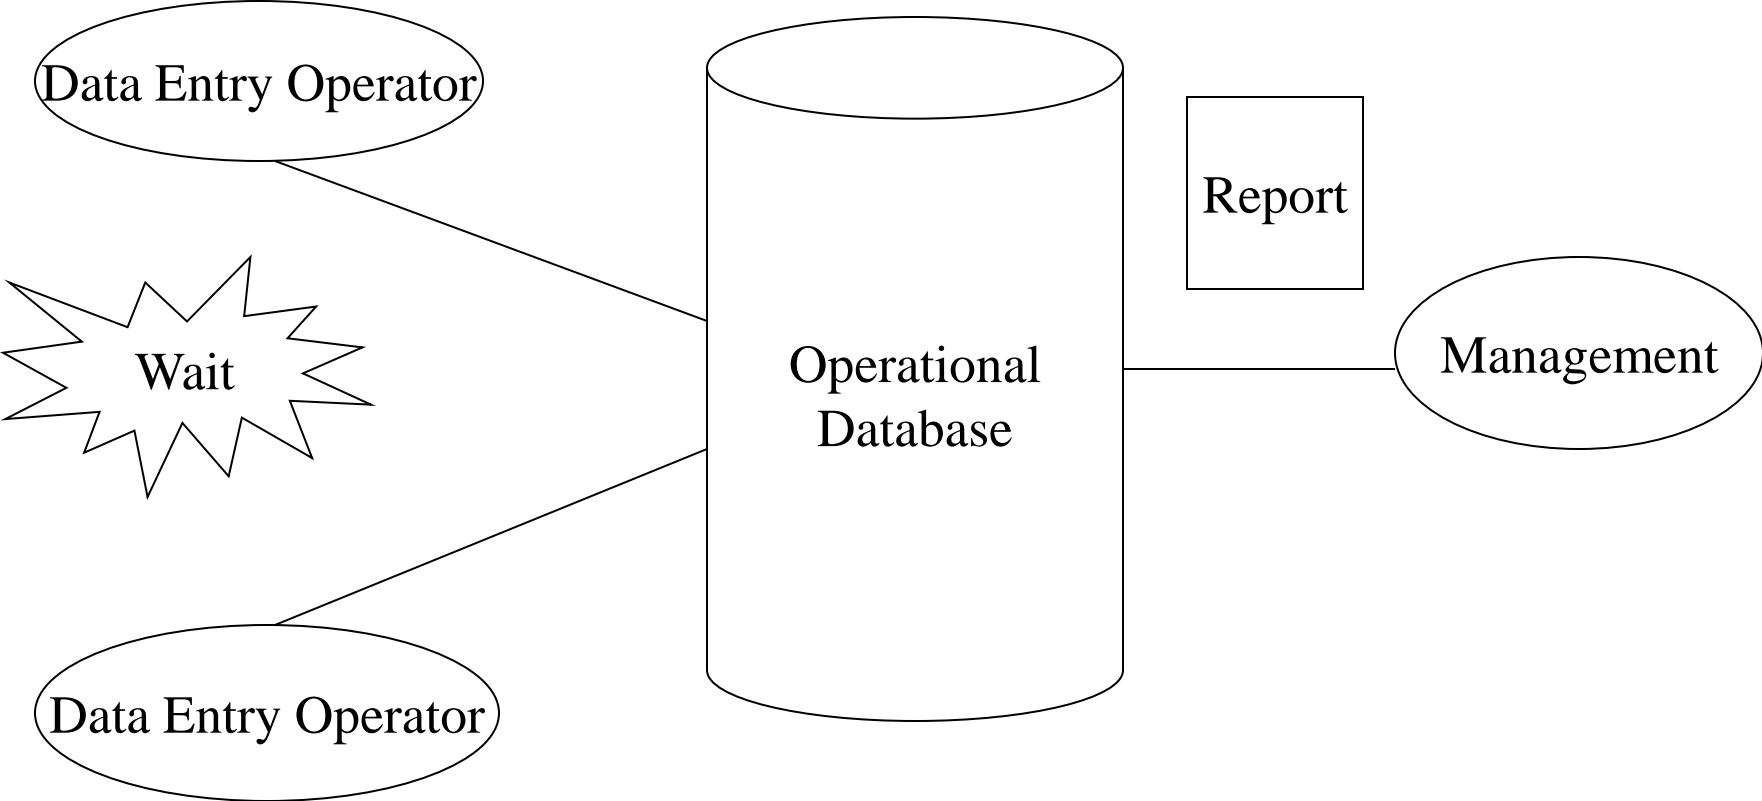 Data Entry Operator
Wait
Data Entry Operator
Operational
Database
Report
Management